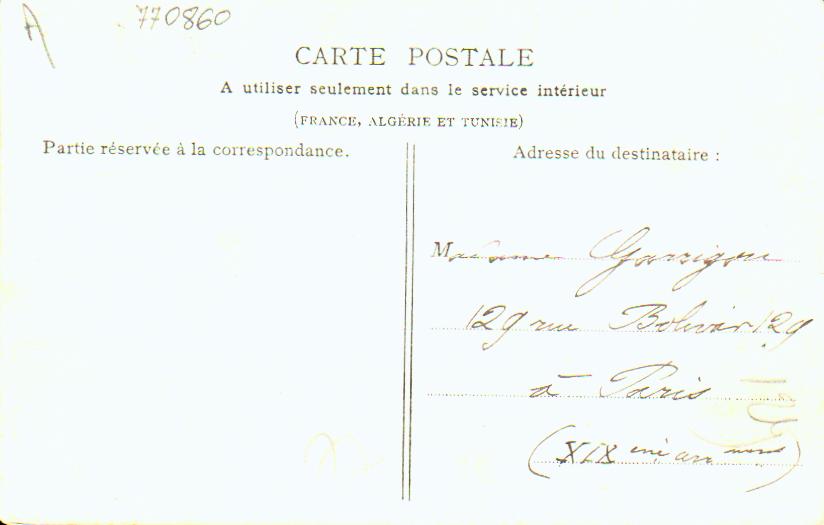 A 770860
CARTE POSTALE
A utiliser seulement dans le service intérieur
(FRANCE, ALGÉRIE ET TUNISIE)
Partie réservée à la correspondance.
Adresse du destinataire :
Madame Garrigou
129 rue Bolivar 129
à Paris
(XIX ème arr